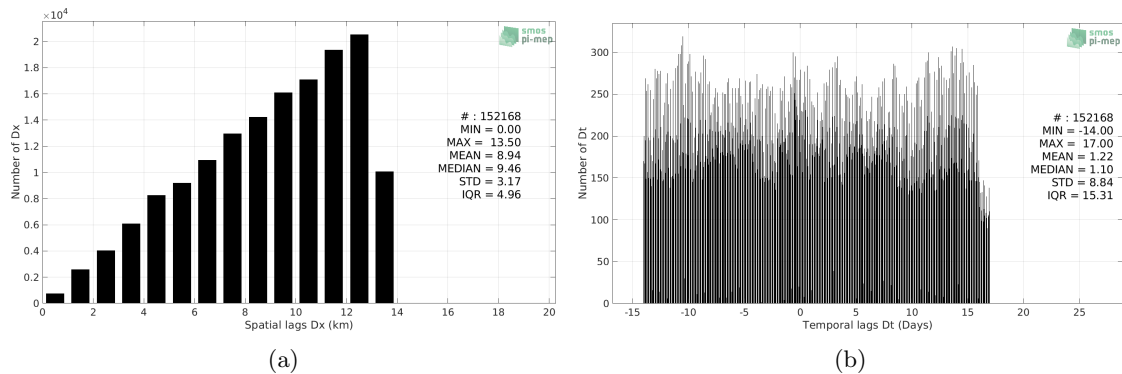 ×10⁴
2
1.8
1.6
1.4
1.2
1
0.8
0.6
0.4
0.2
0
Number of Dx
0 2 4 6 8 10 12 14 16 18 20
Spatial lags Dx (km)
smos
pi-mep
# : 152168
MIN = 0.00
MAX = 13.50
MEAN = 8.94
MEDIAN = 9.46
STD = 3.17
IQR = 4.96
(a)
300
250
200
150
100
50
0
Number of Dt
-15 -10 -5 0 5 10 15 20 25
Temporal lags Dt (Days)
smos
pi-mep
# : 152168
MIN = -14.00
MAX = 17.00
MEAN = 1.22
MEDIAN = 1.10
STD = 8.84
IQR = 15.31
(b)